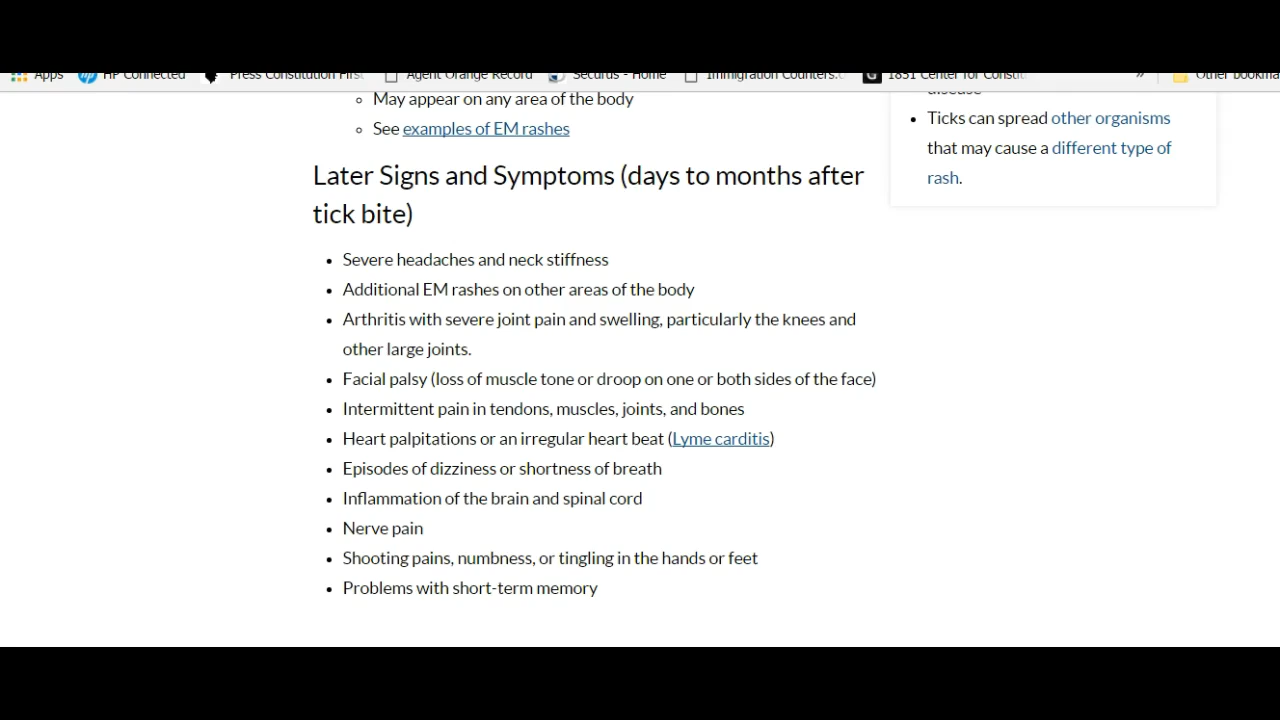 Apps HP Connected Press Constitution First Agent Orange Record Securus - Home Immigration Counters.c 1851 Center for Constit » Other bookma
May appear on any area of the body
See examples of EM rashes
disease
Ticks can spread other organisms
that may cause a different type of
rash.
Later Signs and Symptoms (days to months after
tick bite)
Severe headaches and neck stiffness
Additional EM rashes on other areas of the body
Arthritis with severe joint pain and swelling, particularly the knees and
other large joints.
Facial palsy (loss of muscle tone or droop on one or both sides of the face)
Intermittent pain in tendons, muscles, joints, and bones
Heart palpitations or an irregular heart beat (Lyme carditis)
Episodes of dizziness or shortness of breath
Inflammation of the brain and spinal cord
Nerve pain
Shooting pains, numbness, or tingling in the hands or feet
Problems with short-term memory